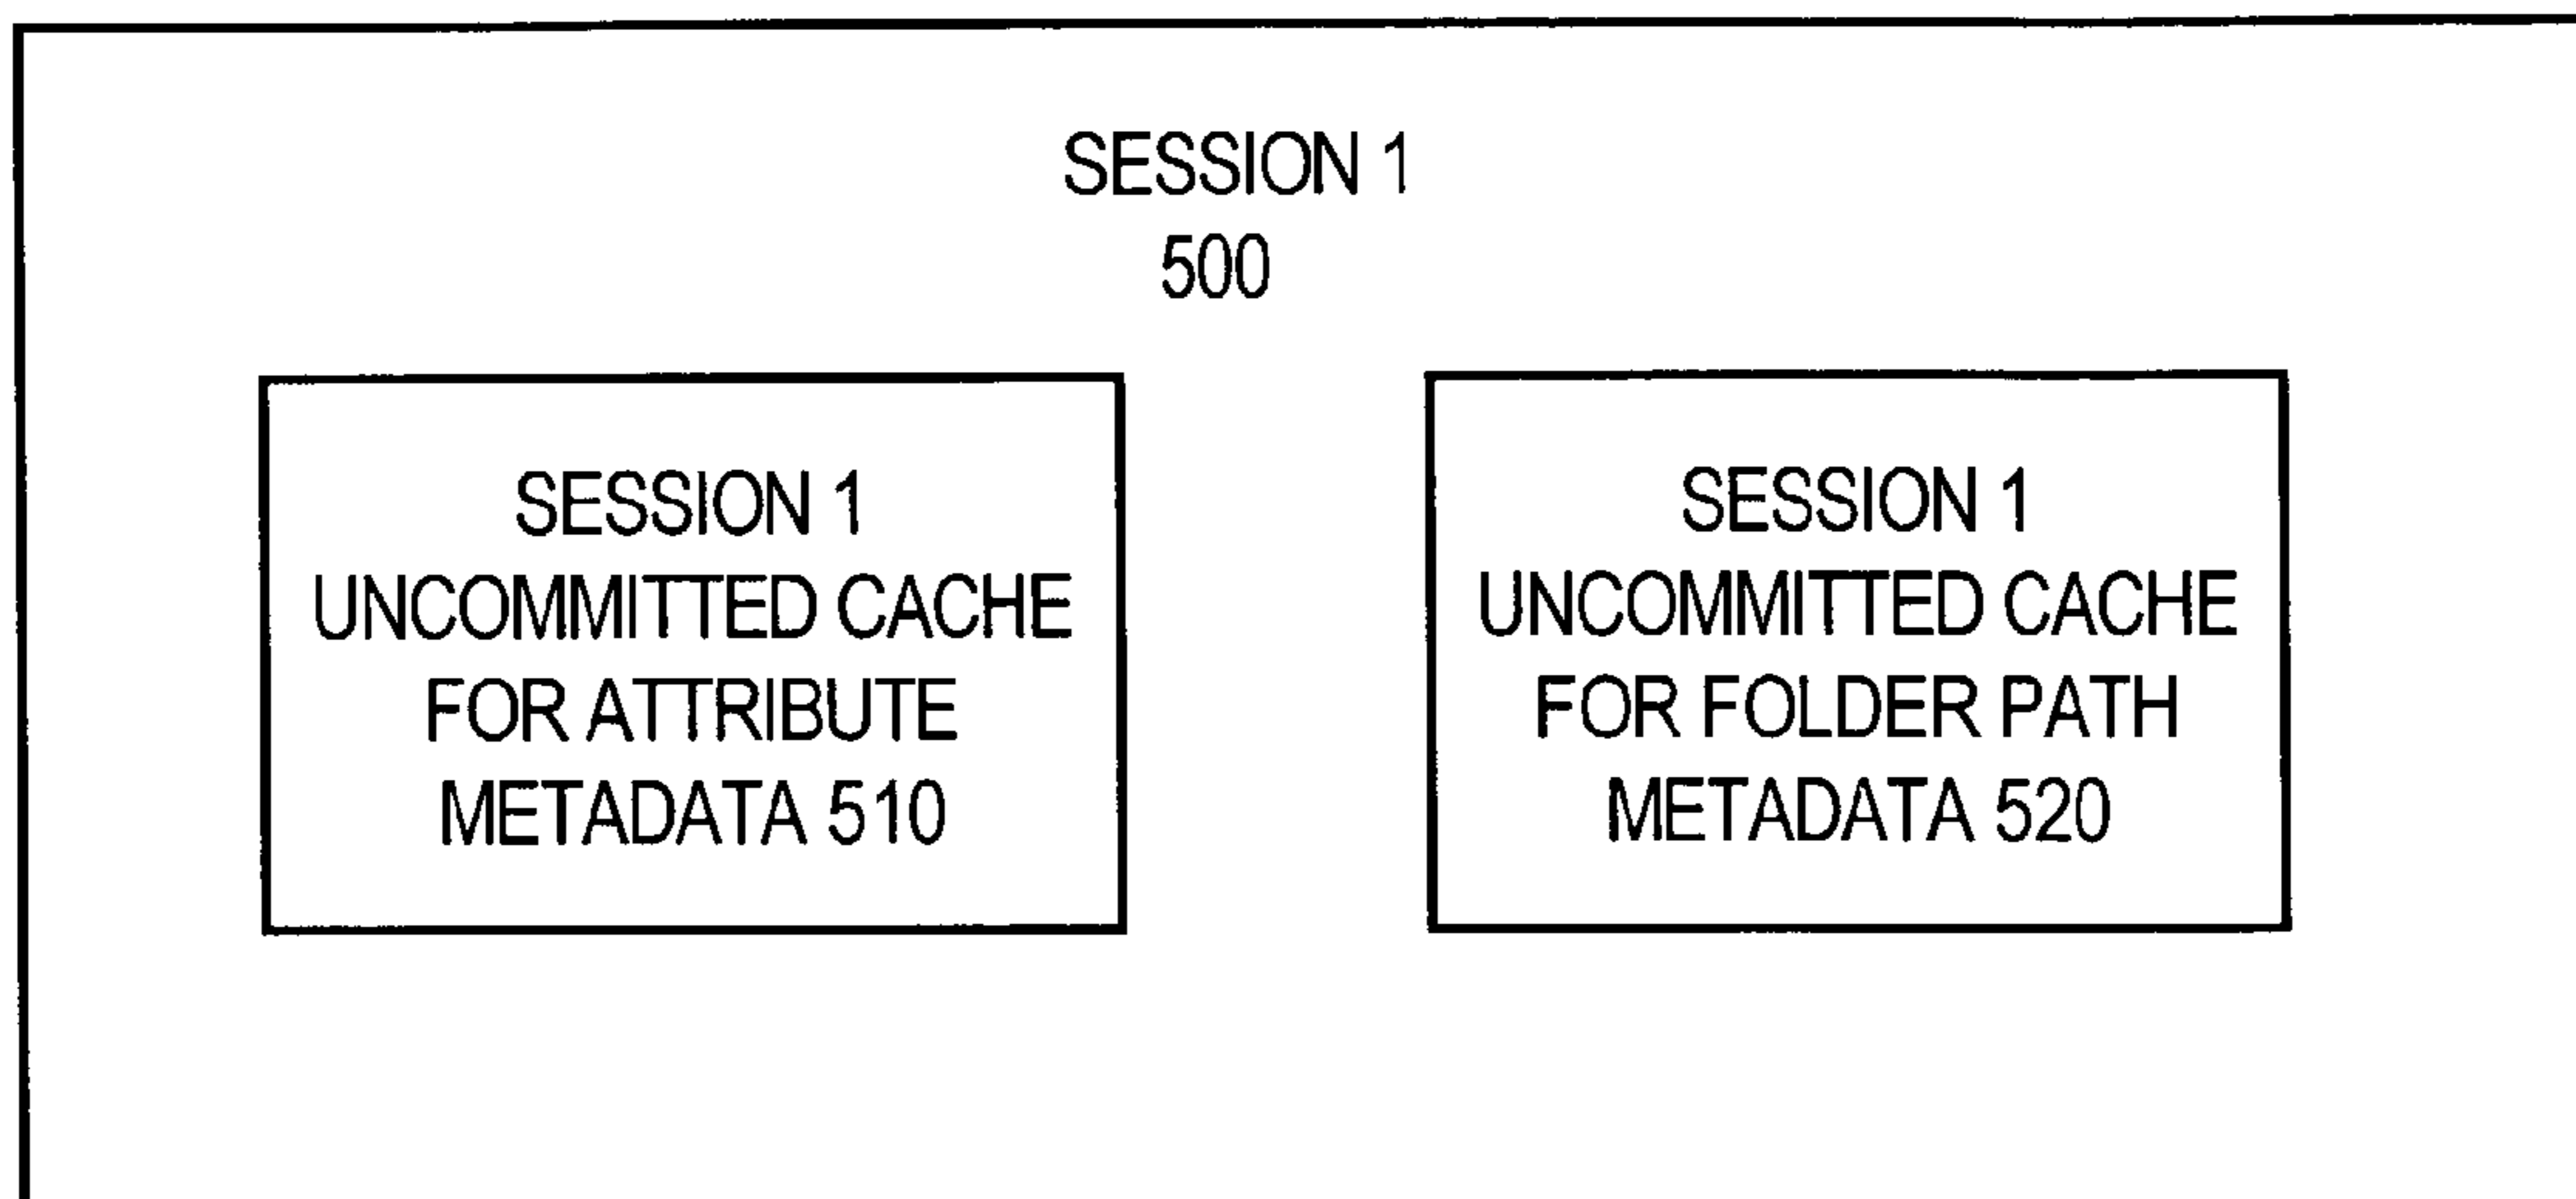 SESSION 1
500
SESSION 1
UNCOMMITTED CACHE
FOR ATTRIBUTE
METADATA 510
SESSION 1
UNCOMMITTED CACHE
FOR FOLDER PATH
METADATA 520